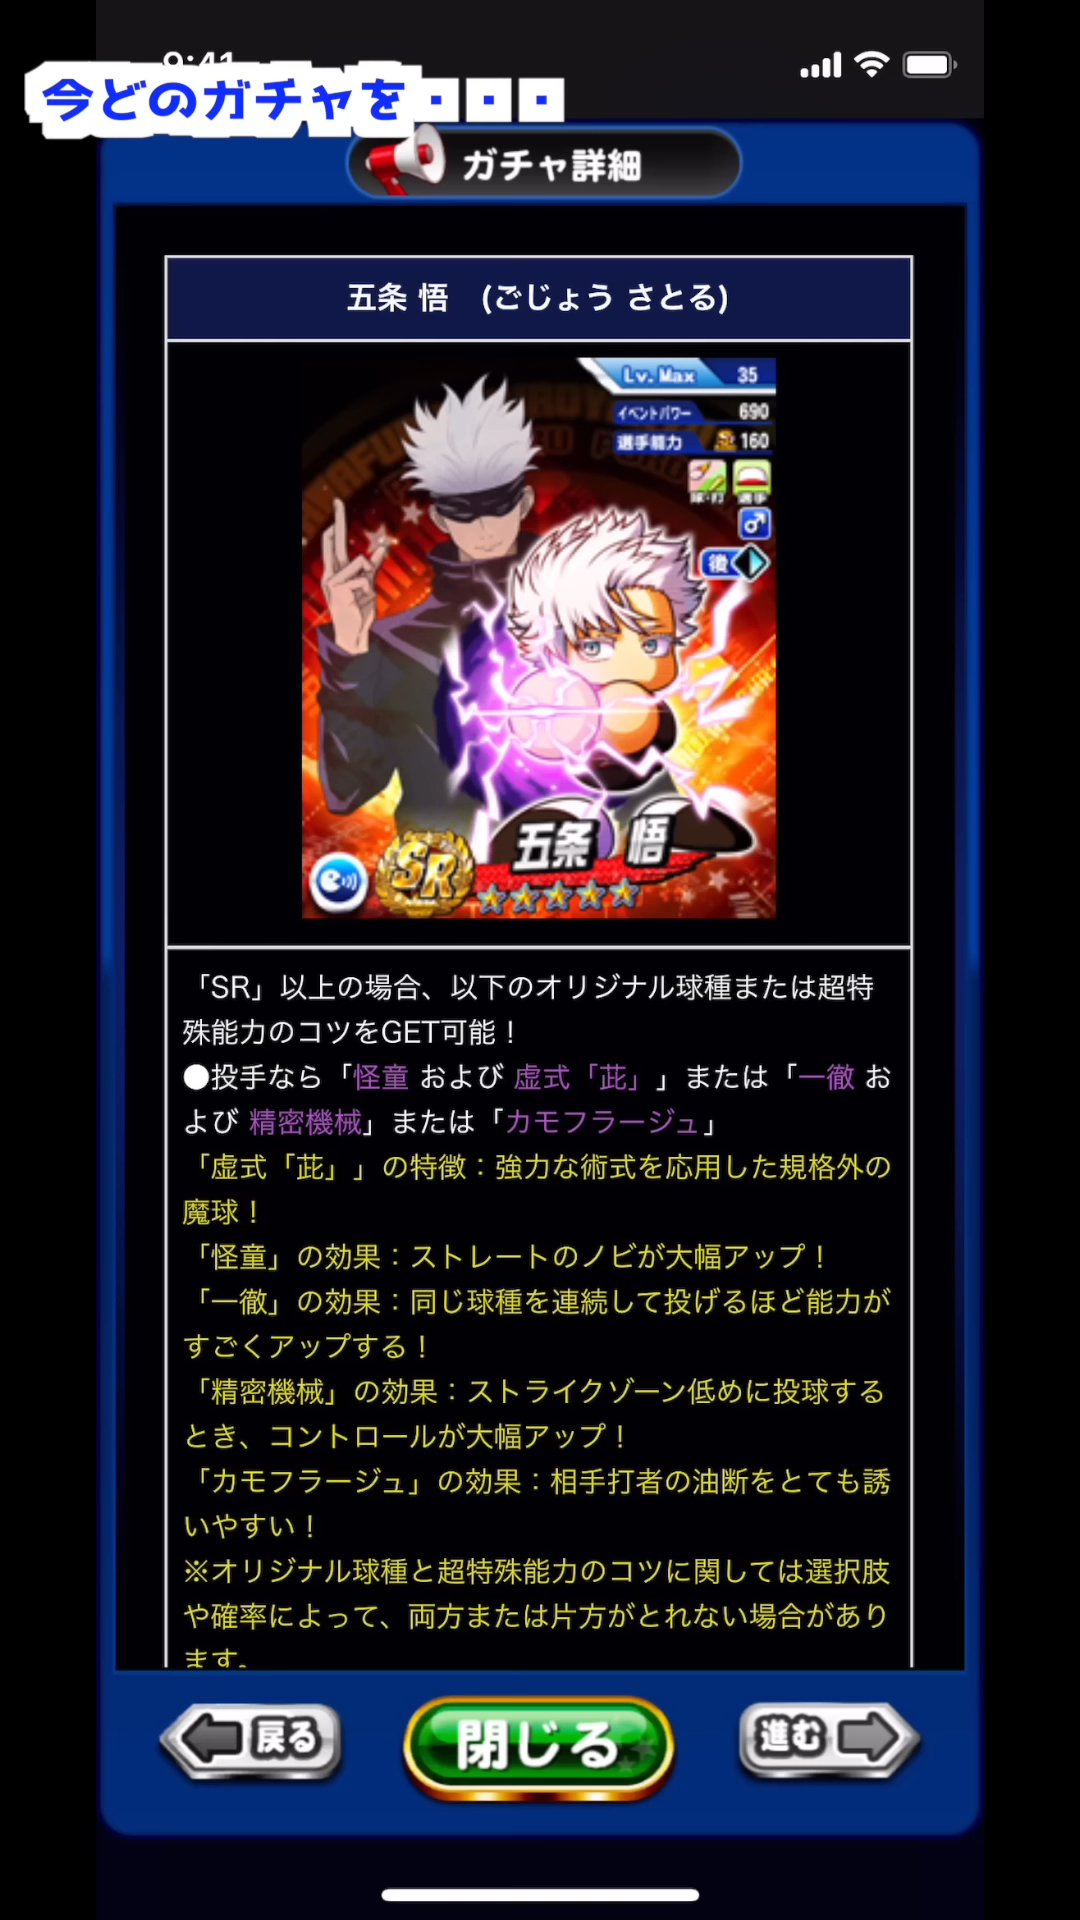 9:41
今どのガチャを・・・
ガチャ詳細
五条 悟 (ごじょう さとる)
Lv.Max 35
イベントパワー 690
選手能力 160
球・打 選手
後
五条 悟
SR
「SR」以上の場合、以下のオリジナル球種または超特
殊能力のコツをGET可能！
●投手なら「怪童 および 虚式「茈」」または「一徹 お
よび 精密機械」または「カモフラージュ」
「虚式「茈」」の特徴：強力な術式を応用した規格外の
魔球！
「怪童」の効果：ストレートのノビが大幅アップ！
「一徹」の効果：同じ球種を連続して投げるほど能力が
すごくアップする！
「精密機械」の効果：ストライクゾーン低めに投球する
とき、コントロールが大幅アップ！
「カモフラージュ」の効果：相手打者の油断をとても誘
いやすい！
※オリジナル球種と超特殊能力のコツに関しては選択肢
や確率によって、両方または片方がとれない場合があり
ます。
戻る
閉じる
進む